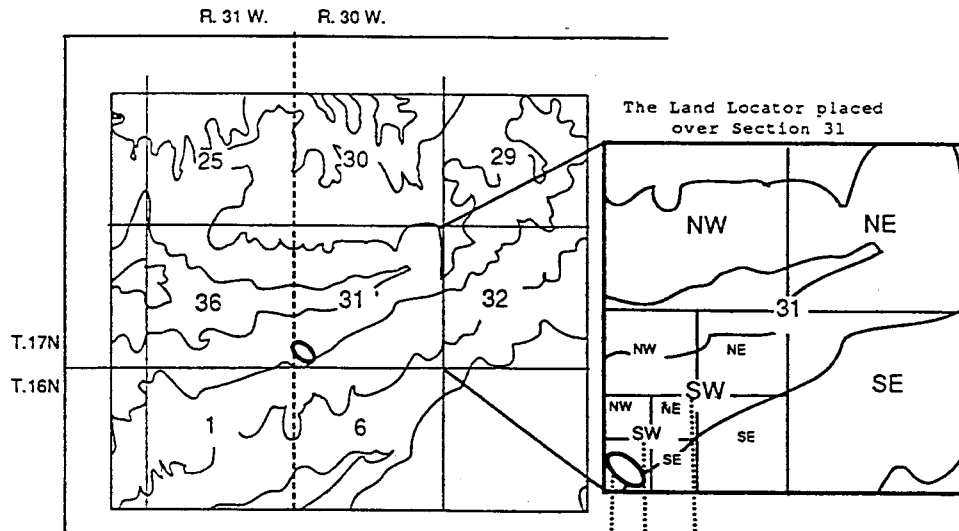 R. 31 W. R. 30 W.
The Land Locator placed
over Section 31
25 30 29
NW NE
36 31 32
31
T.17N
NW NE
T.16N
SW SE
1 6
NW NE
SW SE
SE